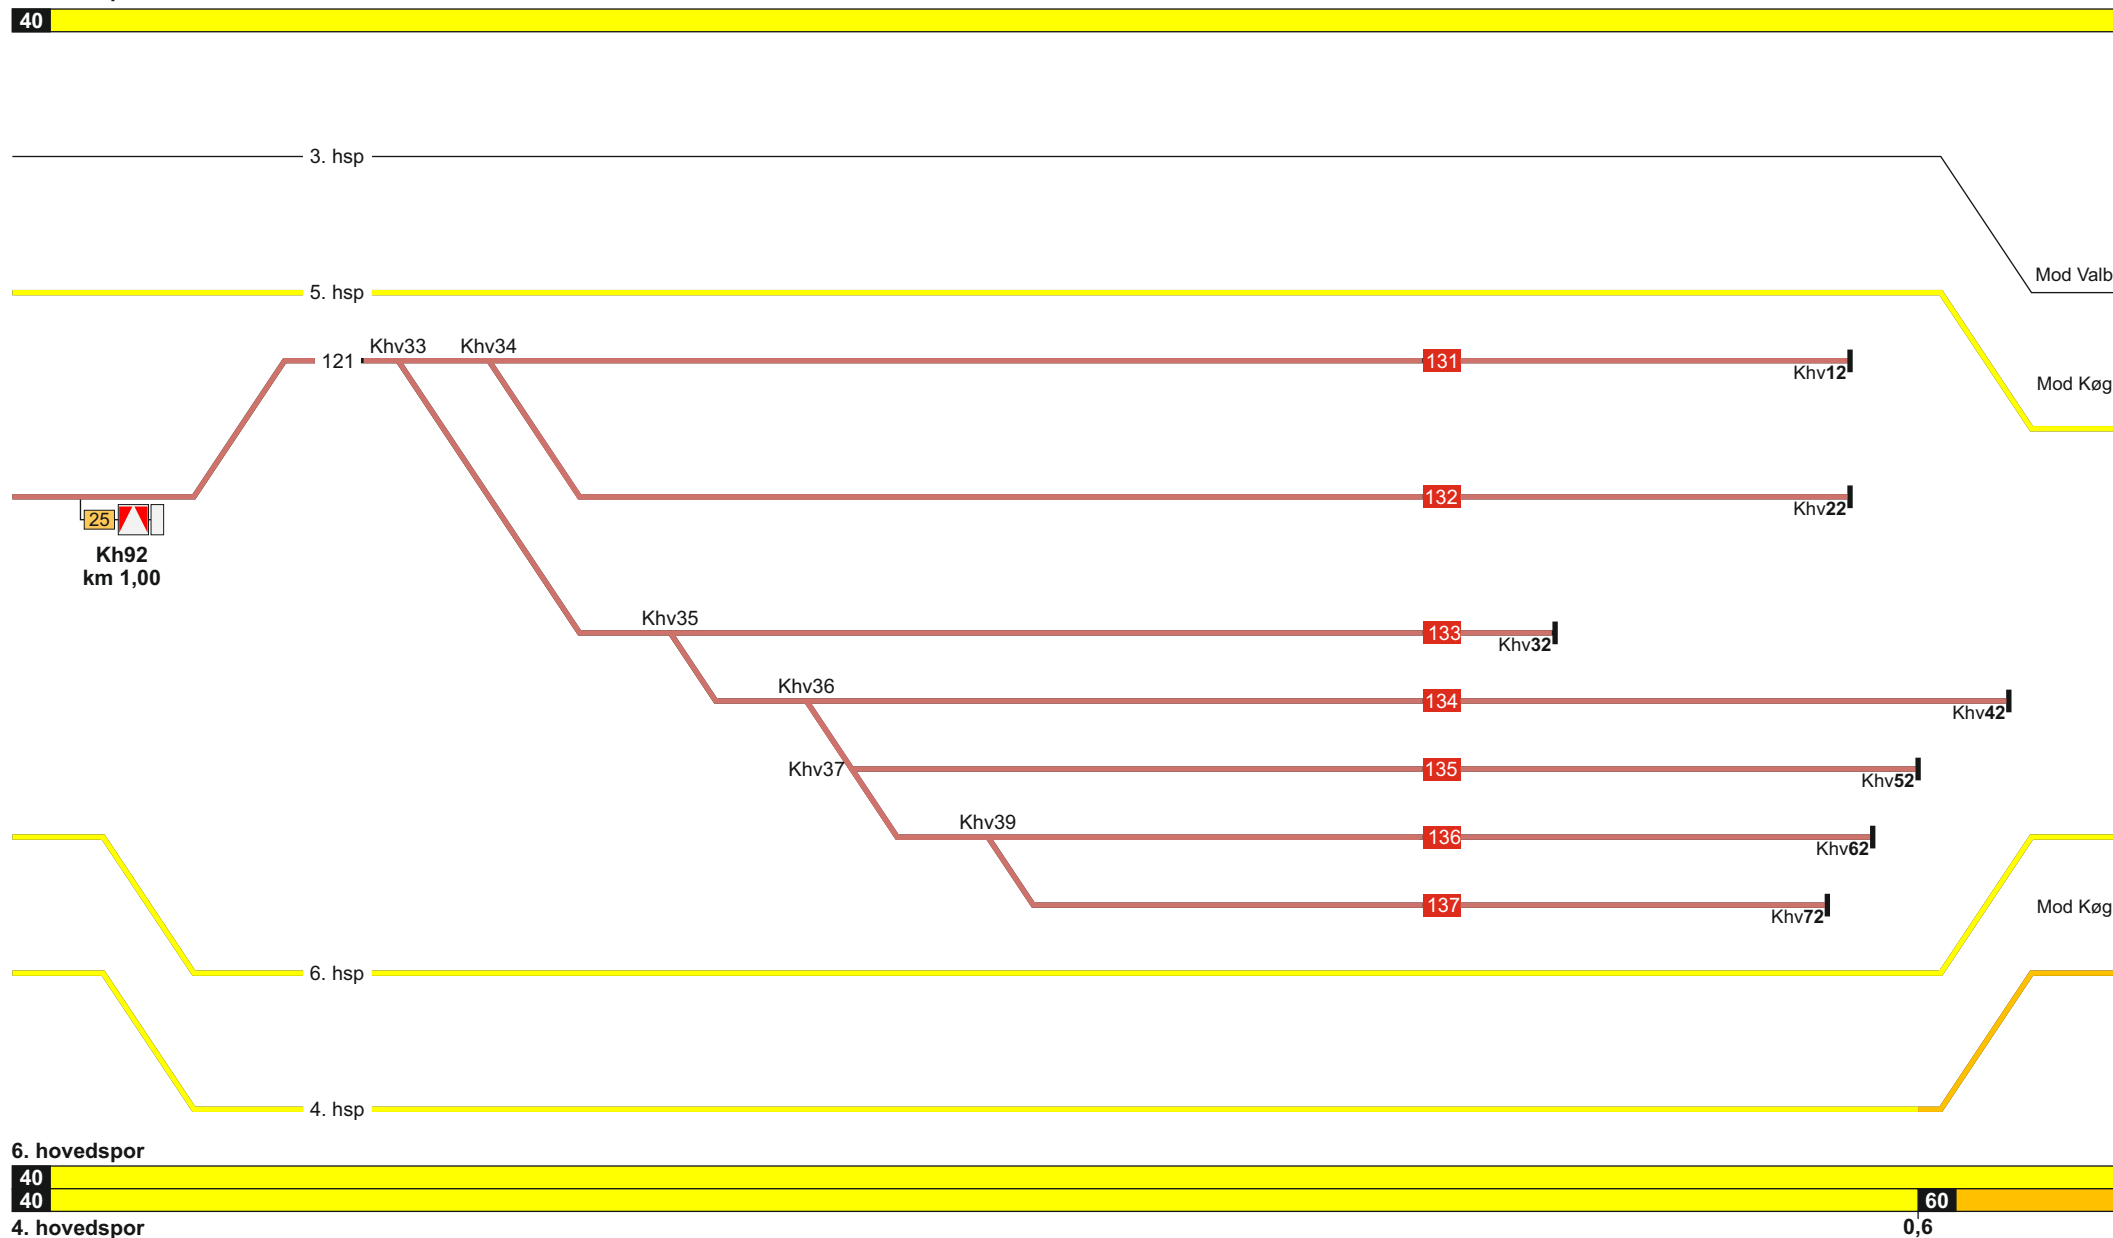 40
3. hsp
Mod Valb
5. hsp
Khv33
Khv34
121
131
Khv12
Mod Køg
132
Khv22
25
Kh92
km 1,00
Khv35
133
Khv32
Khv36
134
Khv42
Khv37
135
Khv52
Khv39
136
Khv62
137
Khv72
Mod Køg
6. hsp
4. hsp
6. hovedspor
40
40
60
4. hovedspor
0,6